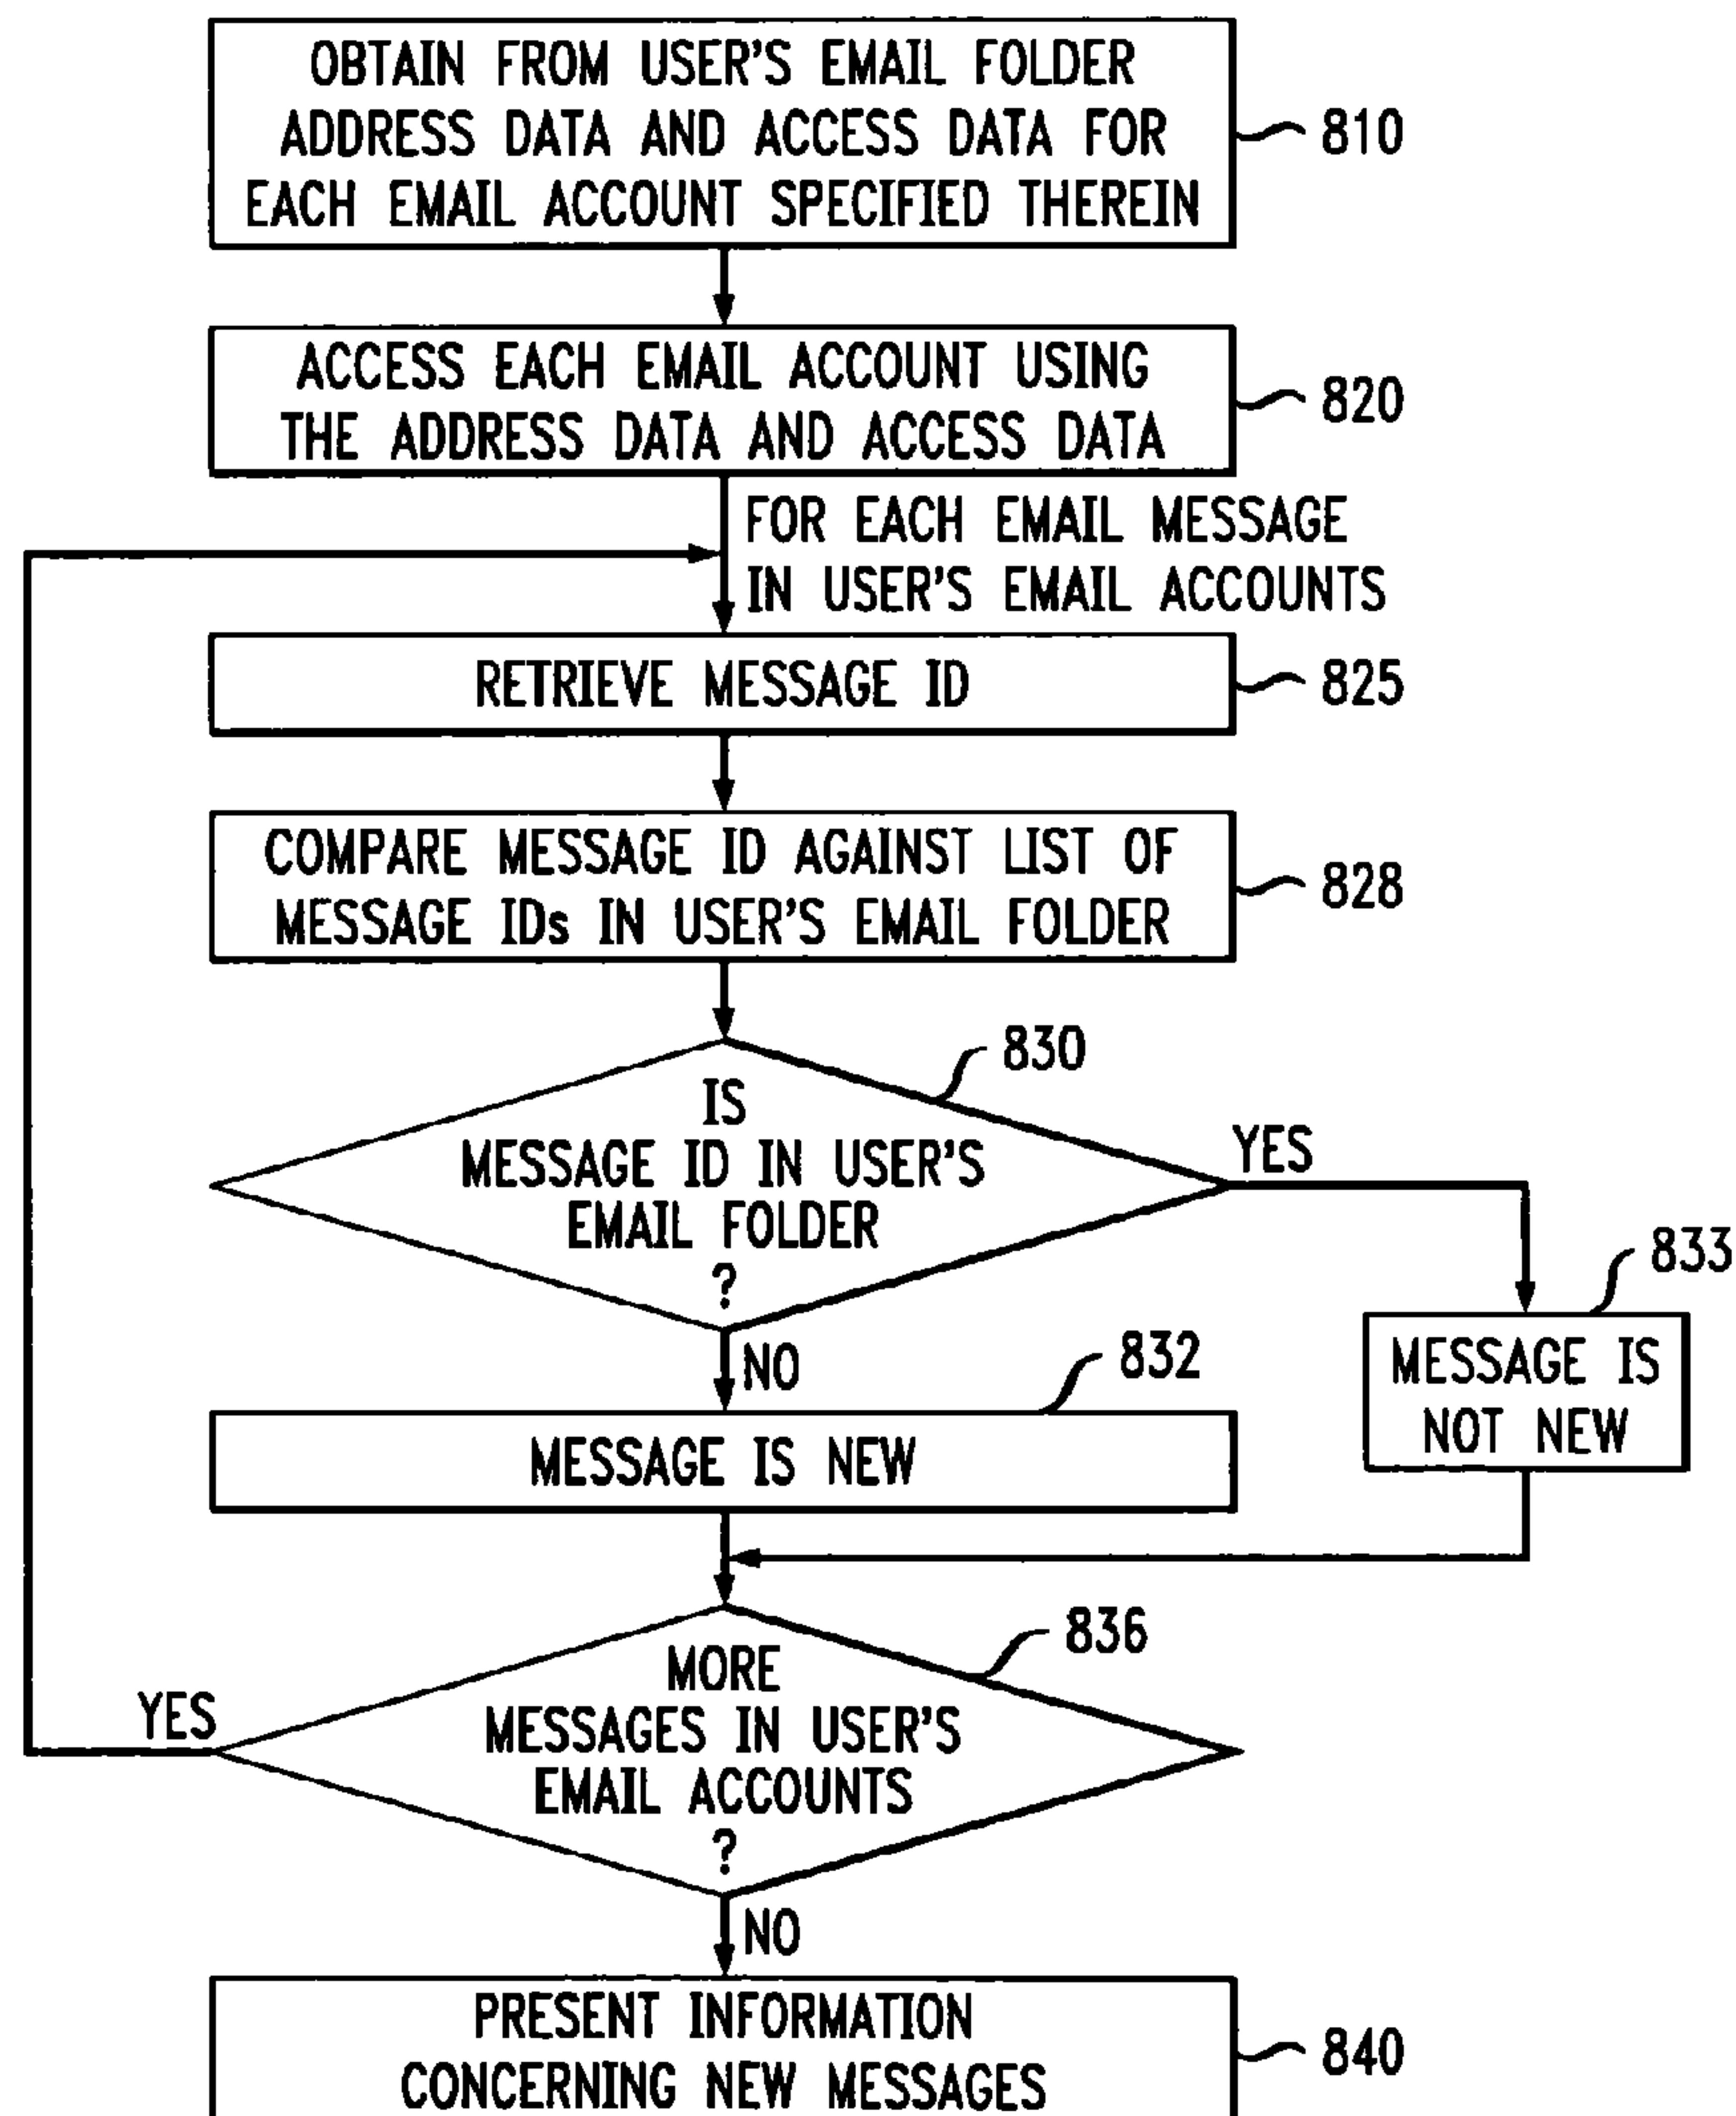 OBTAIN FROM USER'S EMAIL FOLDER
ADDRESS DATA AND ACCESS DATA FOR
EACH EMAIL ACCOUNT SPECIFIED THEREIN
810
ACCESS EACH EMAIL ACCOUNT USING
THE ADDRESS DATA AND ACCESS DATA
820
FOR EACH EMAIL MESSAGE
IN USER'S EMAIL ACCOUNTS
RETRIEVE MESSAGE ID
825
COMPARE MESSAGE ID AGAINST LIST OF
MESSAGE IDs IN USER'S EMAIL FOLDER
828
830
IS
MESSAGE ID IN USER'S
EMAIL FOLDER
?
YES
833
MESSAGE IS
NOT NEW
NO
832
MESSAGE IS NEW
836
MORE
MESSAGES IN USER'S
EMAIL ACCOUNTS
?
YES
NO
PRESENT INFORMATION
CONCERNING NEW MESSAGES
840